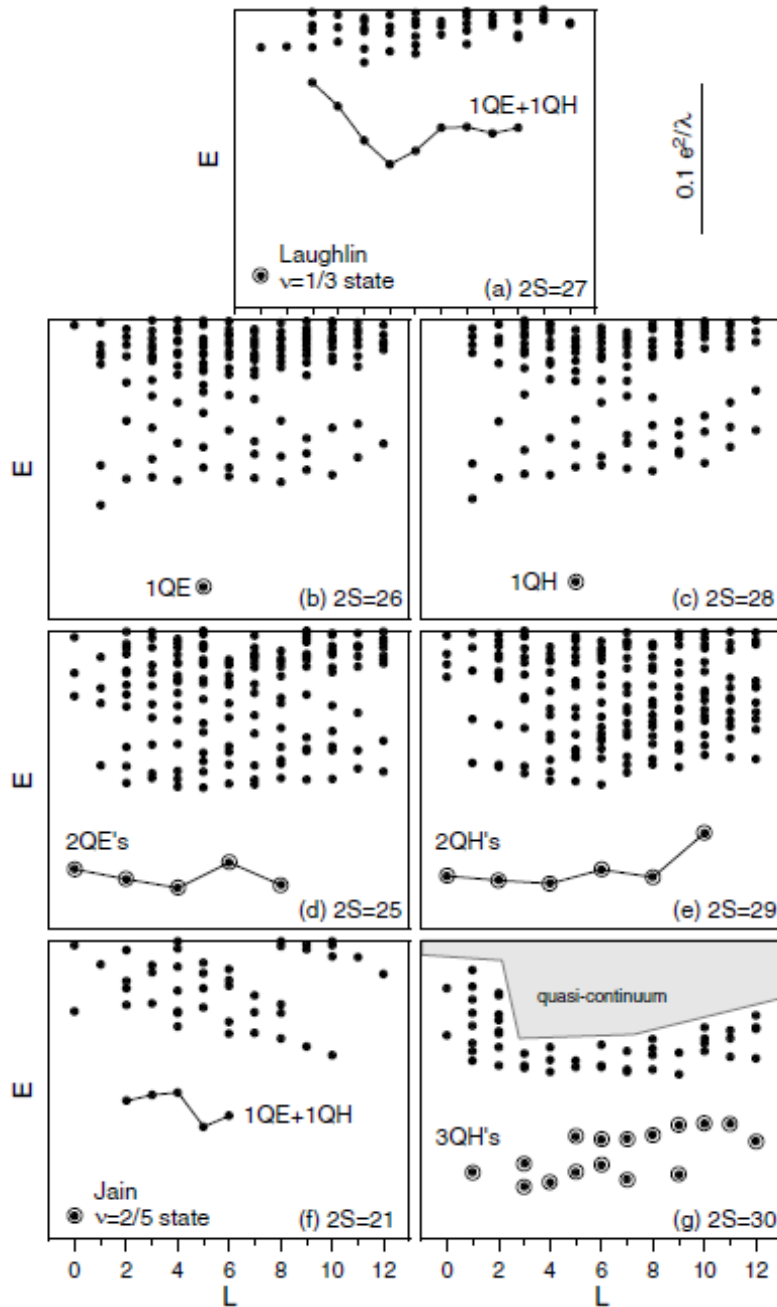 E
1QE+1QH
0.1 e²/λ
Laughlin
ν=1/3 state
(a) 2S=27
E
1QE
(b) 2S=26
1QH
(c) 2S=28
E
2QE's
(d) 2S=25
2QH's
(e) 2S=29
E
1QE+1QH
Jain
ν=2/5 state
(f) 2S=21
quasi-continuum
3QH's
(g) 2S=30
0 2 4 6 8 10 12
0 2 4 6 8 10 12
L
L